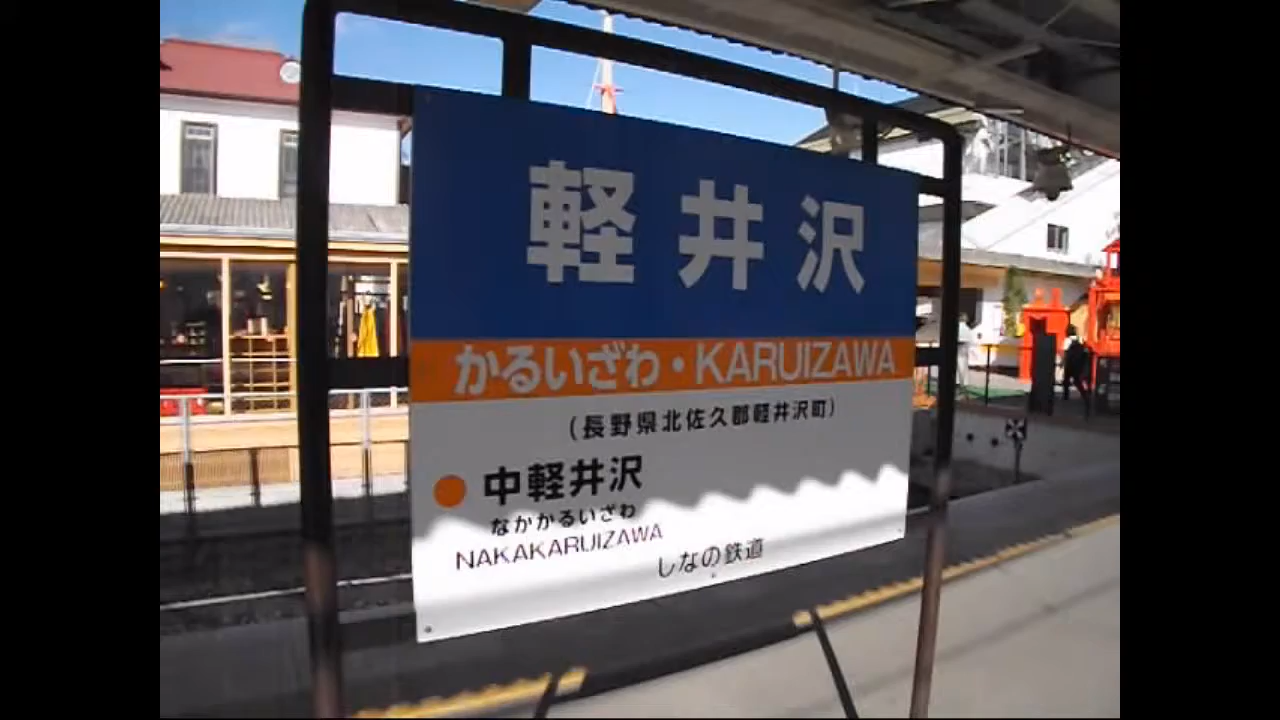 軽井沢
かるいざわ・KARUIZAWA
(長野県北佐久郡軽井沢町)
中軽井沢
なかかるいざわ
NAKAKARUIZAWA
しなの鉄道